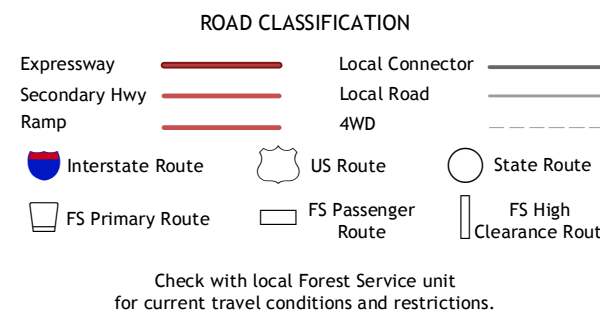 ROAD CLASSIFICATION
Expressway
Local Connector
Secondary Hwy
Local Road
Ramp
4WD
Interstate Route
US Route
State Route
FS Primary Route
FS Passenger
Route
FS High
Clearance Rout
Check with local Forest Service unit
for current travel conditions and restrictions.